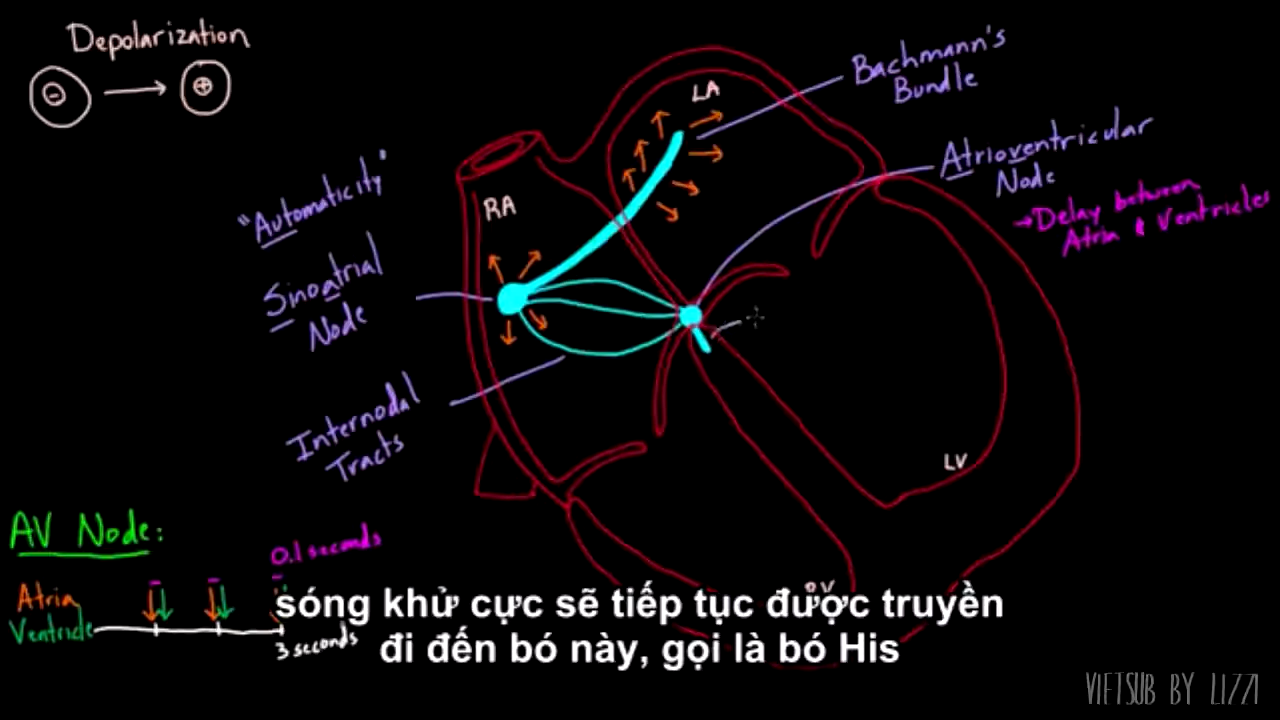 Depolarization
Bachmann's
Bundle
LA
Atrioventricular
Node
→Delay between
Atria & Ventricles
"Automaticity"
RA
Sinoatrial
Node
Internodal
Tracts
LV
AV Node:
0.1 seconds
Atria
Ventricle
3 seconds
RV
sóng khử cực sẽ tiếp tục được truyền
đi đến bó này, gọi là bó His
VIETSUB BY LIZZI